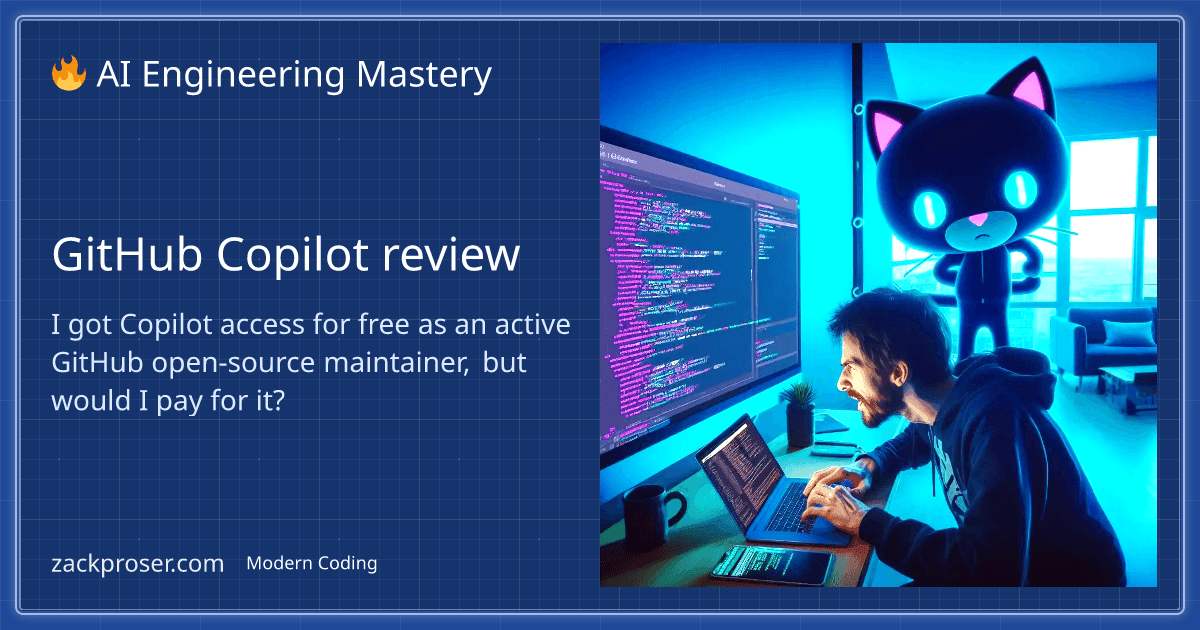 AI Engineering Mastery
GitHub Copilot review
I got Copilot access for free as an active
GitHub open-source maintainer, but
would I pay for it?
zackproser.com
Modern Coding